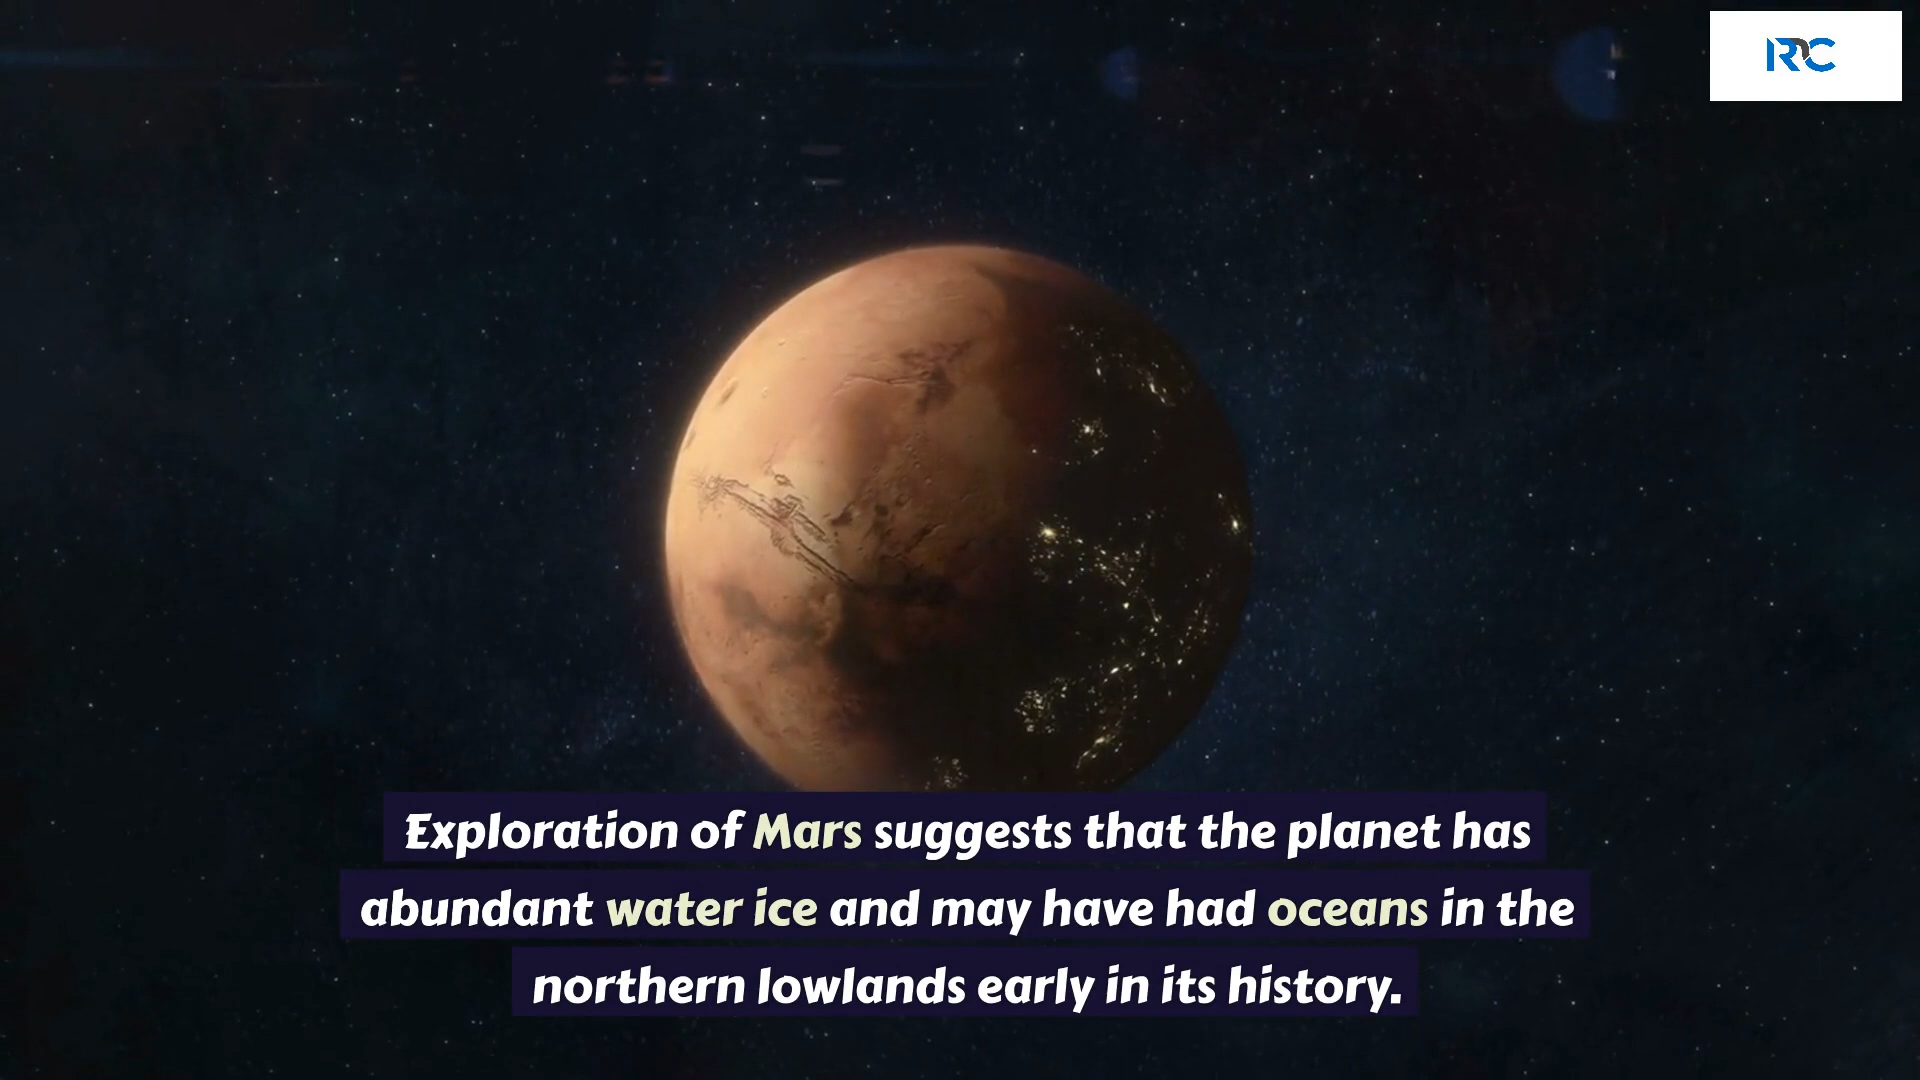 IRC
Exploration of Mars suggests that the planet has
abundant water ice and may have had oceans in the
northern lowlands early in its history.